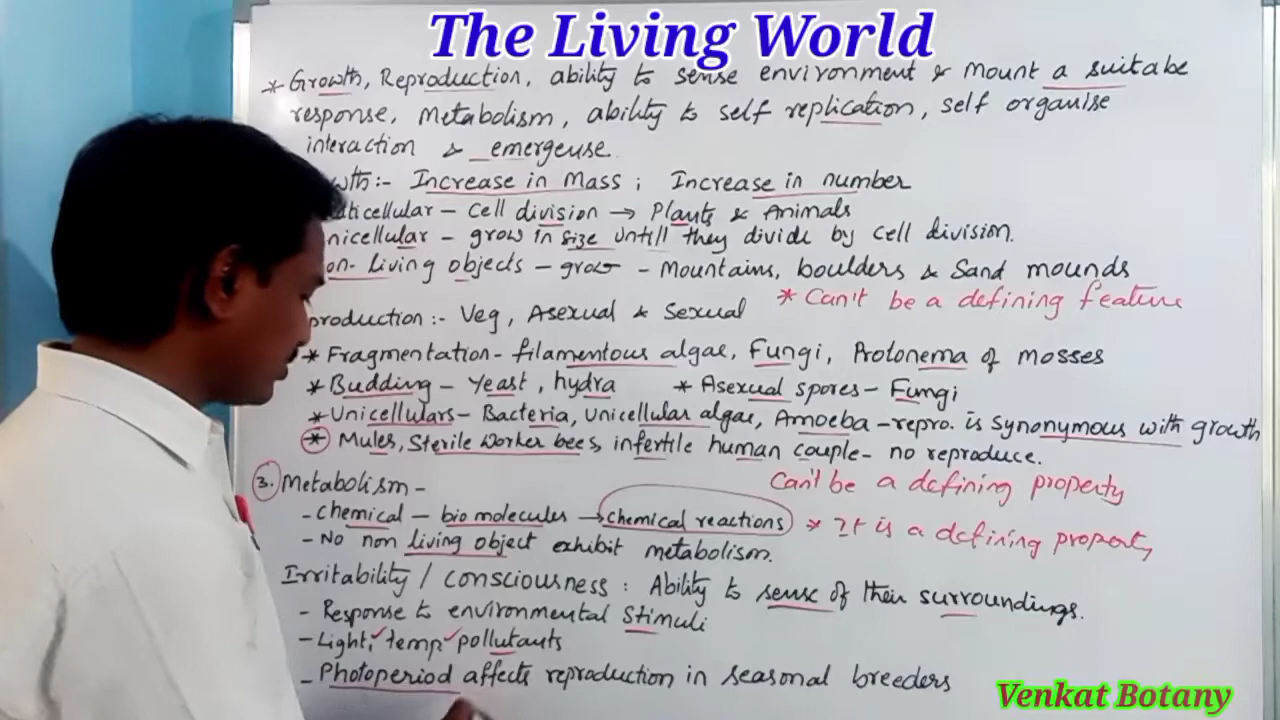 The Living World
* Growth, Reproduction, ability to sense environment & mount a suitabe
response, Metabolism, ability to self replication, self organise
interaction & emergeuse.
wth:- Increase in Mass ; Increase in number
lticellular - Cell division → Plants & Animals
nicellular - grow in size untill they divide by cell division.
on-Living objects - grow - Mountains, boulders & Sand mounds
* Can't be a defining feature
production :- Veg, Asexual & Sexual
* Fragmentation - filamentous algae, Fungi, Protonema of mosses
* Budding - Yeast, hydra * Asexual spores - Fungi
* Unicellulars - Bacteria, Unicellular algae, Amoeba - repro. is synonymous with growth
* Mules, Sterile Worker bees, infertile human couple - no reproduce.
Can't be a defining property
3. Metabolism -
- Chemical - bio molecules → Chemical reactions * It is a defining property
- No non living object exhibit metabolism.
Irritability / Consciousness : Ability to sense of their surroundings.
- Response to environmental Stimuli
- Light, temp pollutants
- Photoperiod affects reproduction in seasonal breeders
Venkat Botany